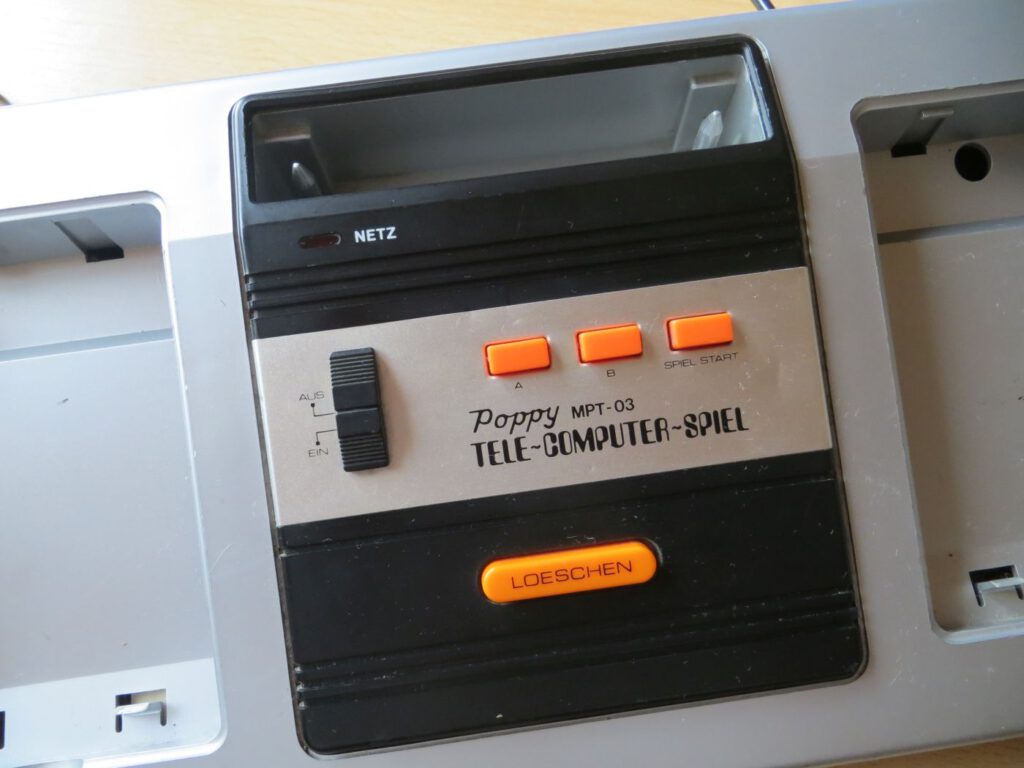 NETZ
AUS
EIN
A
B
SPIEL START
Poppy MPT-03
TELE~COMPUTER~SPIEL
LOESCHEN